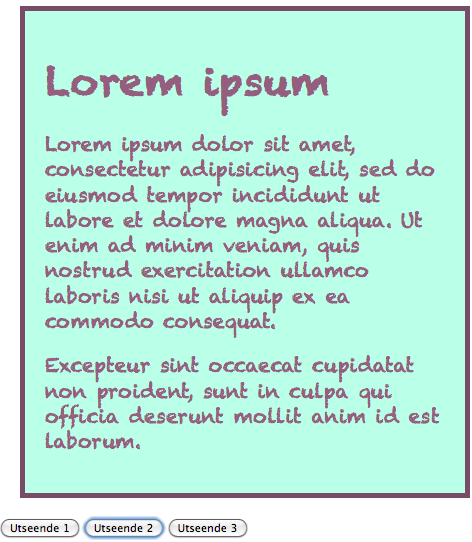 Lorem ipsum
Lorem ipsum dolor sit amet,
consectetur adipisicing elit, sed do
eiusmod tempor incididunt ut
labore et dolore magna aliqua. Ut
enim ad minim veniam, quis
nostrud exercitation ullamco
laboris nisi ut aliquip ex ea
commodo consequat.
Excepteur sint occaecat cupidatat
non proident, sunt in culpa qui
officia deserunt mollit anim id est
laborum.
Utseende 1 Utseende 2 Utseende 3